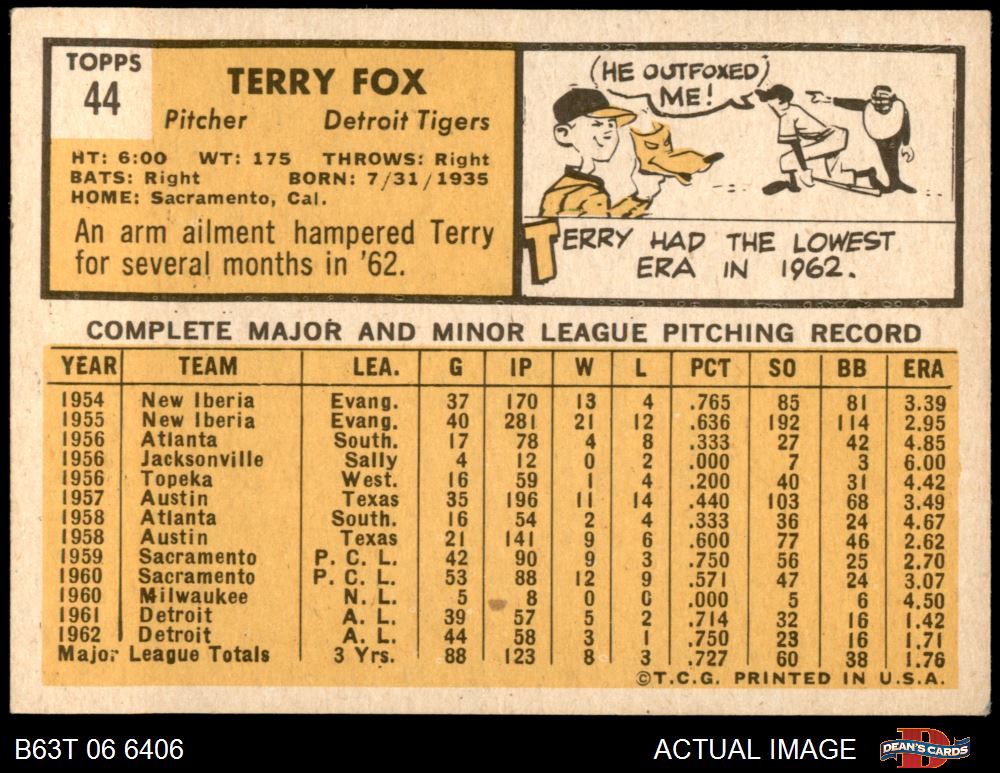 TOPPS
44
TERRY FOX
Pitcher Detroit Tigers
HT: 6:00 WT: 175 THROWS: Right
BATS: Right BORN: 7/31/1935
HOME: Sacramento, Cal.
An arm ailment hampered Terry
for several months in '62.
(HE OUTFOXED)
ME!
TERRY HAD THE LOWEST
ERA IN 1962.
COMPLETE MAJOR AND MINOR LEAGUE PITCHING RECORD
YEAR TEAM LEA. G IP W L PCT SO BB ERA
1954 New Iberia Evang. 37 170 13 4 .765 85 81 3.39
1955 New Iberia Evang. 40 281 21 12 .636 192 114 2.95
1956 Atlanta South. 17 78 4 8 .333 27 42 4.85
1956 Jacksonville Sally 4 12 0 2 .000 7 3 6.00
1956 Topeka West. 16 59 1 4 .200 40 31 4.42
1957 Austin Texas 35 196 11 14 .440 103 68 3.49
1958 Atlanta South. 16 54 2 4 .333 36 24 4.67
1958 Austin Texas 21 141 9 6 .600 77 46 2.62
1959 Sacramento P. C. L. 42 90 9 3 .750 56 25 2.70
1960 Sacramento P. C. L. 53 88 12 9 .571 47 24 3.07
1960 Milwaukee N. L. 5 8 0 0 .000 5 6 4.50
1961 Detroit A. L. 39 57 5 2 .714 32 16 1.42
1962 Detroit A. L. 44 58 3 1 .750 23 16 1.71
Major League Totals 3 Yrs. 88 123 8 3 .727 60 38 1.76
©T.C.G. PRINTED IN U.S.A.
B63T 06 6406 ACTUAL IMAGE DEAN'S CARDS